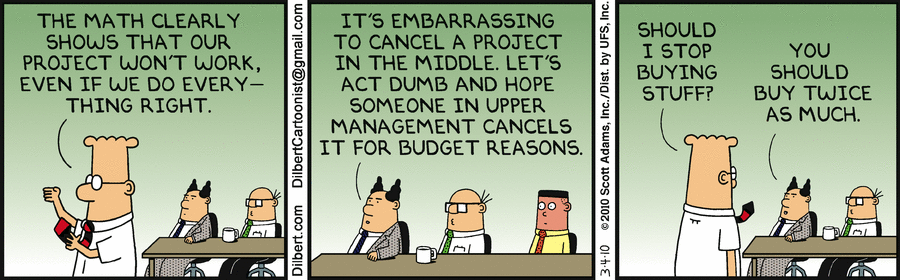 THE MATH CLEARLY
SHOWS THAT OUR
PROJECT WON'T WORK,
EVEN IF WE DO EVERY–
THING RIGHT.
Dilbert.com DilbertCartoonist@gmail.com
IT'S EMBARRASSING
TO CANCEL A PROJECT
IN THE MIDDLE. LET'S
ACT DUMB AND HOPE
SOMEONE IN UPPER
MANAGEMENT CANCELS
IT FOR BUDGET REASONS.
3-4-10 ©2010 Scott Adams, Inc./Dist. by UFS, Inc.
SHOULD
I STOP
BUYING
STUFF?
YOU
SHOULD
BUY TWICE
AS MUCH.